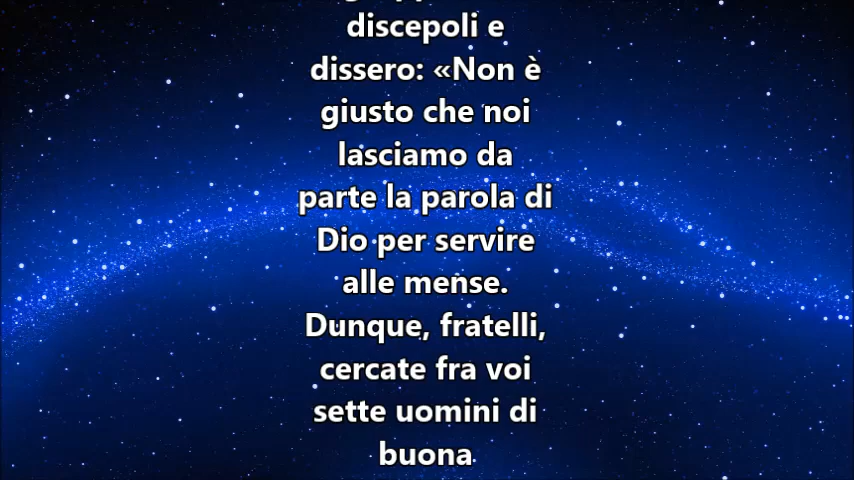 discepoli e
dissero: «Non è
giusto che noi
lasciamo da
parte la parola di
Dio per servire
alle mense.
Dunque, fratelli,
cercate fra voi
sette uomini di
buona